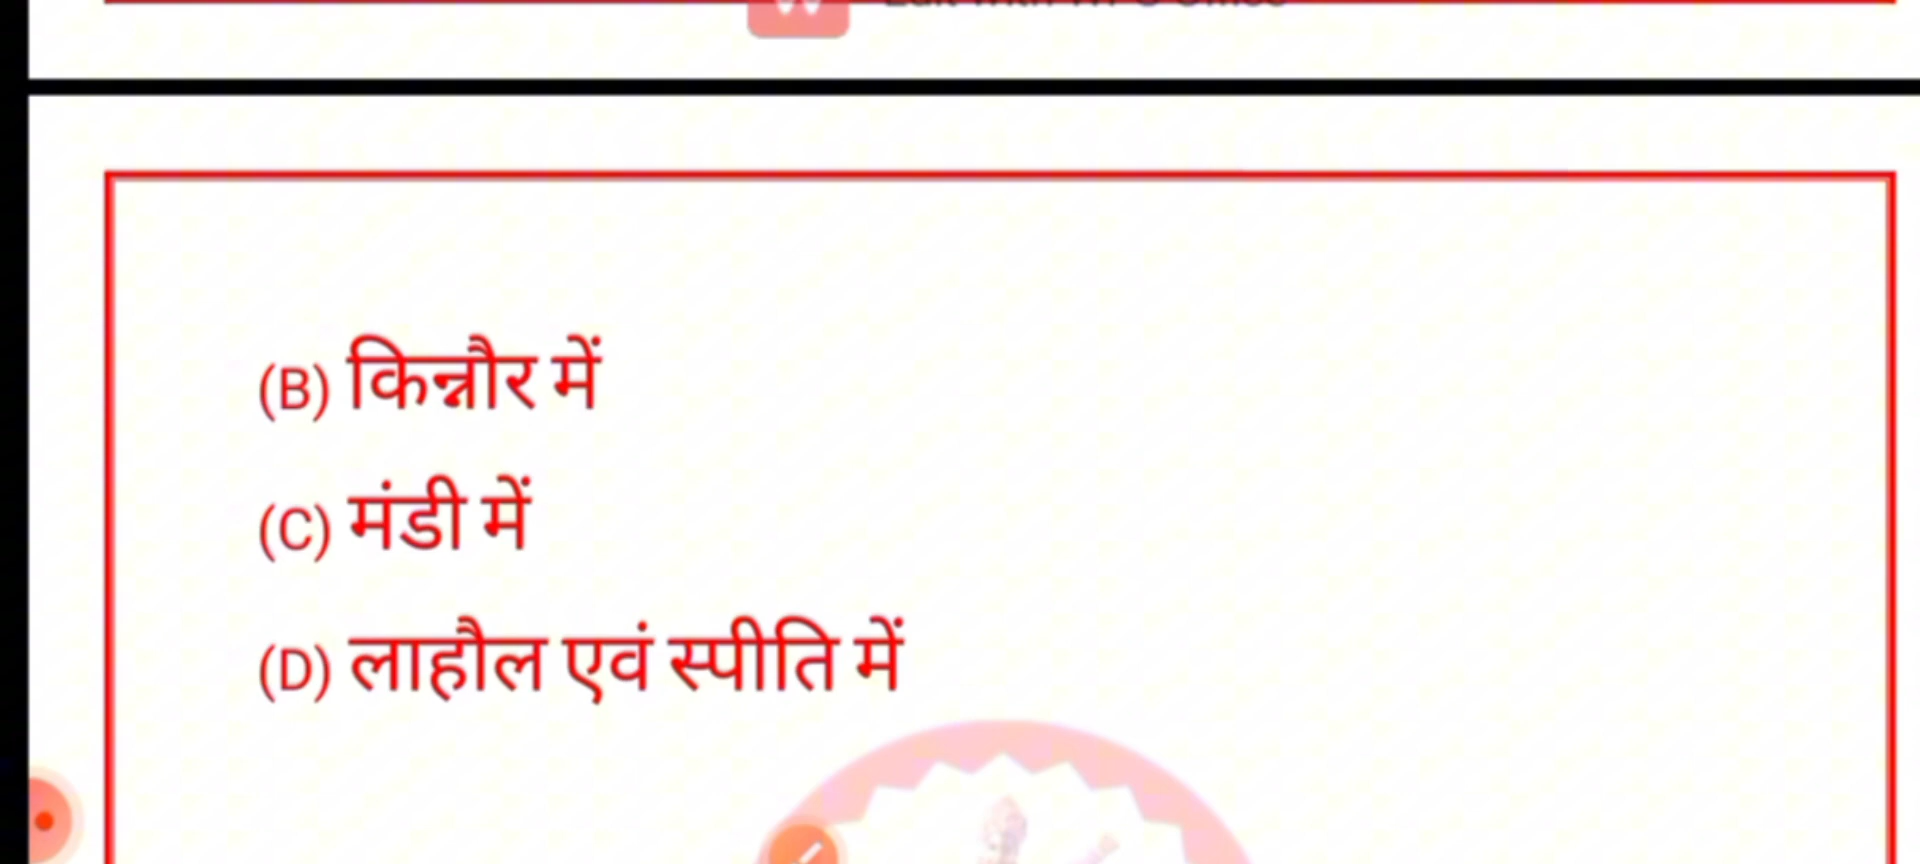 (B) किन्नौर में
(C) मंडी में
(D) लाहौल एवं स्पीति में